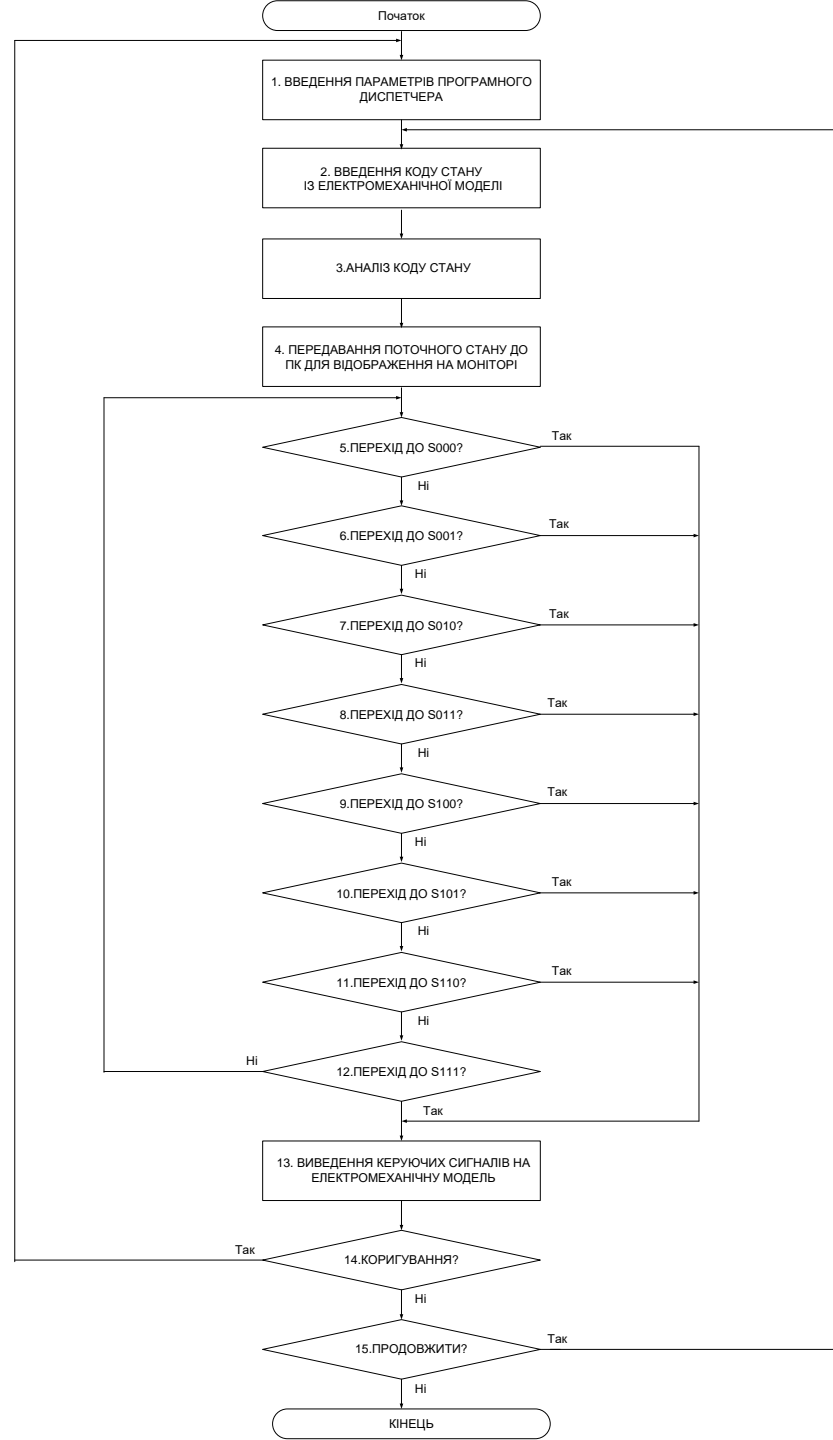 Початок
1. ВВЕДЕННЯ ПАРАМЕТРІВ ПРОГРАМНОГО
ДИСПЕТЧЕРА
2. ВВЕДЕННЯ КОДУ СТАНУ
ІЗ ЕЛЕКТРОМЕХАНІЧНОЇ МОДЕЛІ
3.АНАЛІЗ КОДУ СТАНУ
4. ПЕРЕДАВАННЯ ПОТОЧНОГО СТАНУ ДО
ПК ДЛЯ ВІДОБРАЖЕННЯ НА МОНІТОРІ
5.ПЕРЕХІД ДО S000?
Так
Ні
6.ПЕРЕХІД ДО S001?
Так
Ні
7.ПЕРЕХІД ДО S010?
Так
Ні
8.ПЕРЕХІД ДО S011?
Так
Ні
9.ПЕРЕХІД ДО S100?
Так
Ні
10.ПЕРЕХІД ДО S101?
Так
Ні
11.ПЕРЕХІД ДО S110?
Так
Ні
Ні
12.ПЕРЕХІД ДО S111?
Так
13. ВИВЕДЕННЯ КЕРУЮЧИХ СИГНАЛІВ НА
ЕЛЕКТРОМЕХАНІЧНУ МОДЕЛЬ
Так
14.КОРИГУВАННЯ?
Ні
15.ПРОДОВЖИТИ?
Так
Ні
КІНЕЦЬ